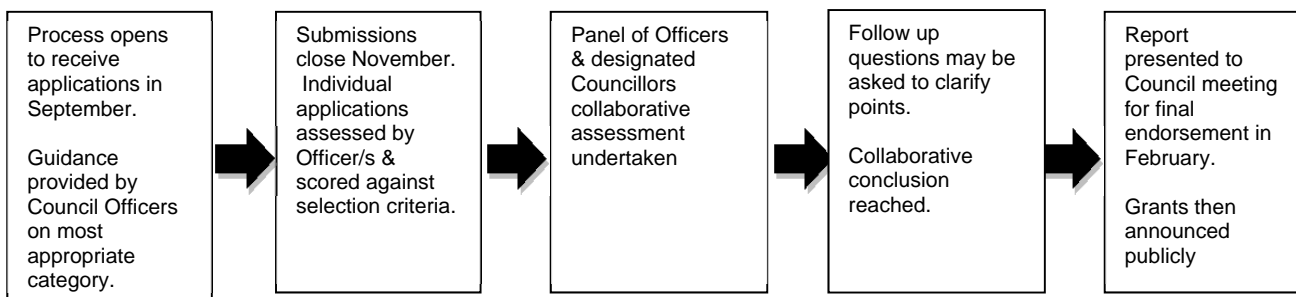 Process opens
to receive
applications in
September.
Guidance
provided by
Council Officers
on most
appropriate
category.
Submissions
close November.
Individual
applications
assessed by
Officer/s &
scored against
selection criteria.
Panel of Officers
& designated
Councillors
collaborative
assessment
undertaken
Follow up
questions may be
asked to clarify
points.
Collaborative
conclusion
reached.
Report
presented to
Council meeting
for final
endorsement in
February.
Grants then
announced
publicly